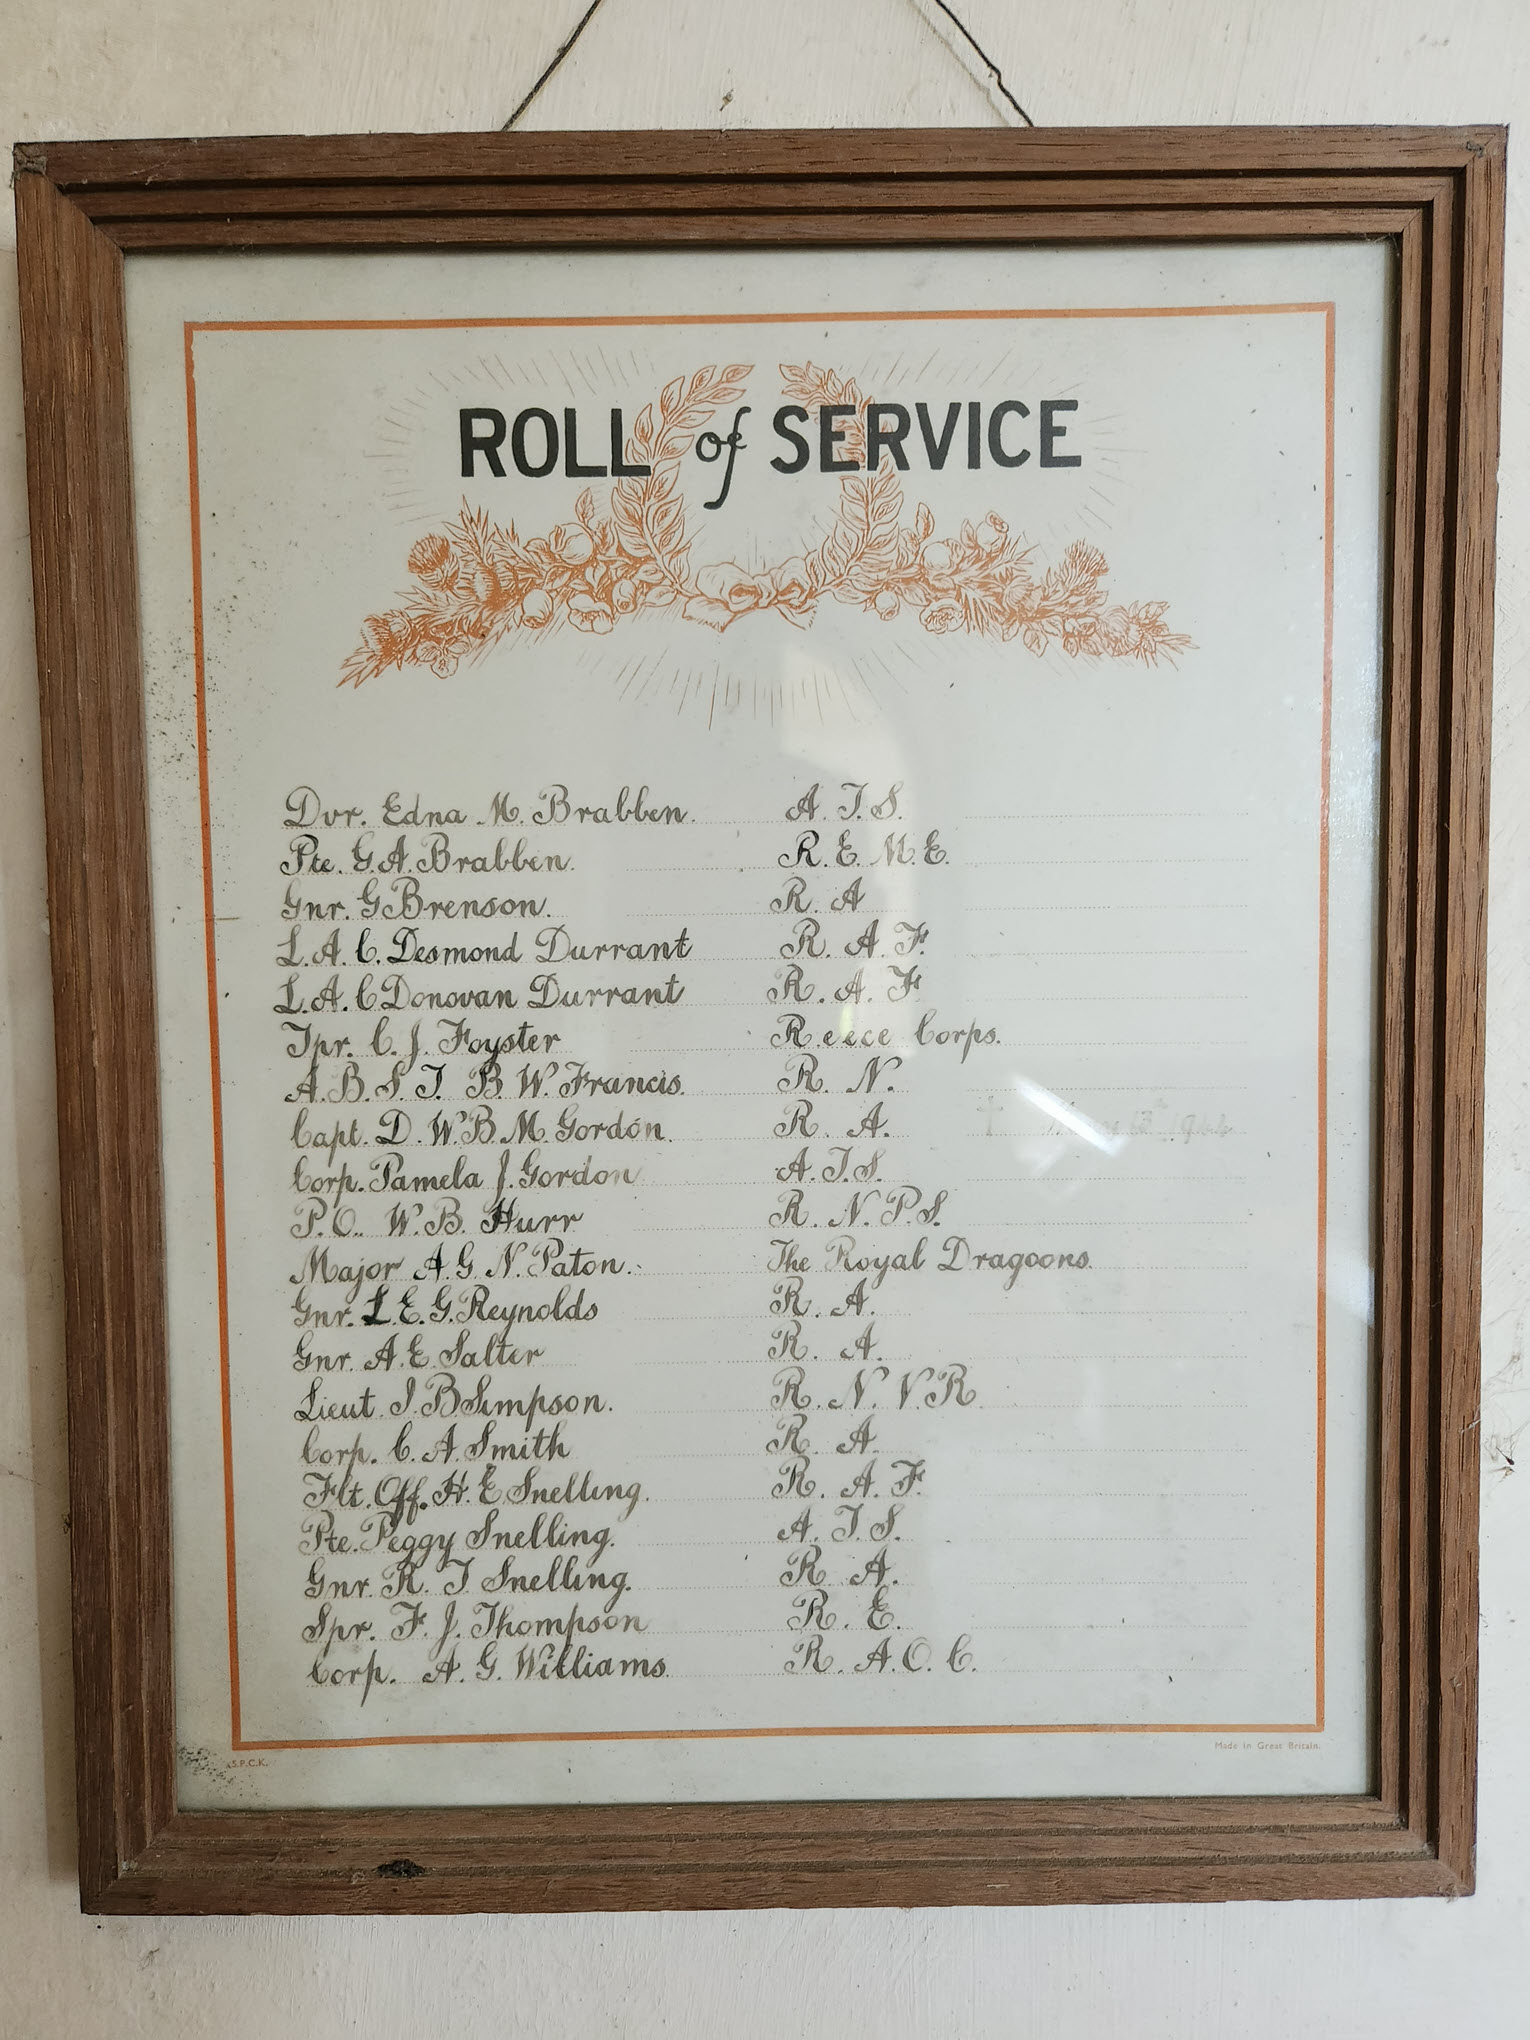 ROLL of SERVICE
Dvr. Edna M. Brabben. A.T.S.
Pte. G.A. Brabben. R.E.M.E.
Gnr. G Brenson. R. A
L.A.C. Desmond Durrant R. A. F.
L.A.C Donovan Durrant R. A. F
Tpr. C. J. Foyster Recce Corps.
A.B.S.T. B. W. Francis. R. N.
Capt. D. W.B.M. Gordon. R. A. † 13th
Corp. Pamela J. Gordon A.T.S.
P.O. W.B. Hurr R.N.P.S.
Major A.G.N. Paton. The Royal Dragoons.
Gnr. L.E.G. Reynolds R. A.
Gnr. A.E. Salter R. A.
Lieut. I. B Simpson. R.N.V.R.
Corp. C. A. Smith R. A.
Flt. Off. H. E. Snelling. R. A. F.
Pte. Peggy Snelling. A.T.S.
Gnr. R. T Snelling. R. A.
Spr. F. J. Thompson R. E.
Corp. A. G. Williams. R.A.O.C.
S.P.C.K. Made in Great Britain.